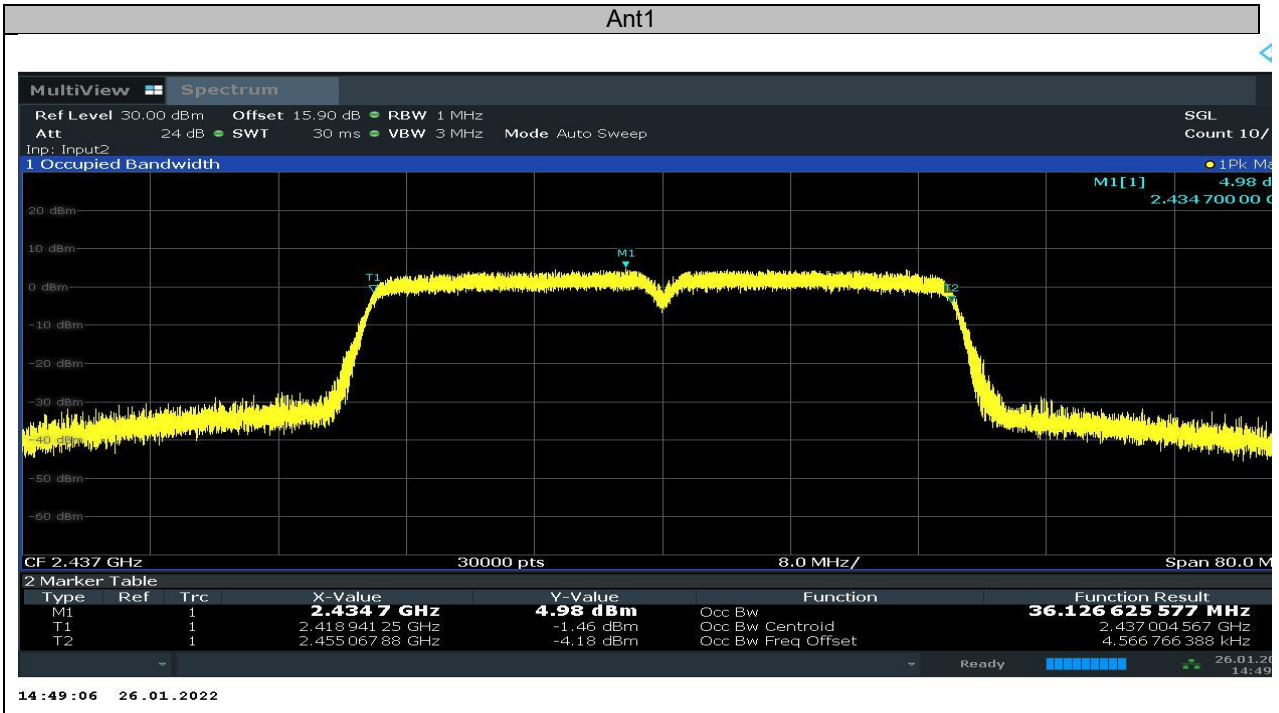 Ant1
MultiView Spectrum
Ref Level 30.00 dBm Offset 15.90 dB RBW 1 MHz SGL
Att 24 dB SWT 30 ms VBW 3 MHz Mode Auto Sweep Count 10/
Inp: Input2
1 Occupied Bandwidth 1Pk Ma
M1[1] 4.98 d
2.434 700 00 G
20 dBm
10 dBm
M1
T1
0 dBm
T2
-10 dBm
-20 dBm
-30 dBm
-40 dBm
-50 dBm
-60 dBm
CF 2.437 GHz 30000 pts 8.0 MHz/ Span 80.0 M
2 Marker Table
Type Ref Trc X-Value Y-Value Function Function Result
M1 1 2.434 7 GHz 4.98 dBm Occ Bw 36.126 625 577 MHz
T1 1 2.418 941 25 GHz -1.46 dBm Occ Bw Centroid 2.437 004 567 GHz
T2 1 2.455 067 88 GHz -4.18 dBm Occ Bw Freq Offset 4.566 766 388 kHz
Ready 26.01.20
14:49
14:49:06 26.01.2022